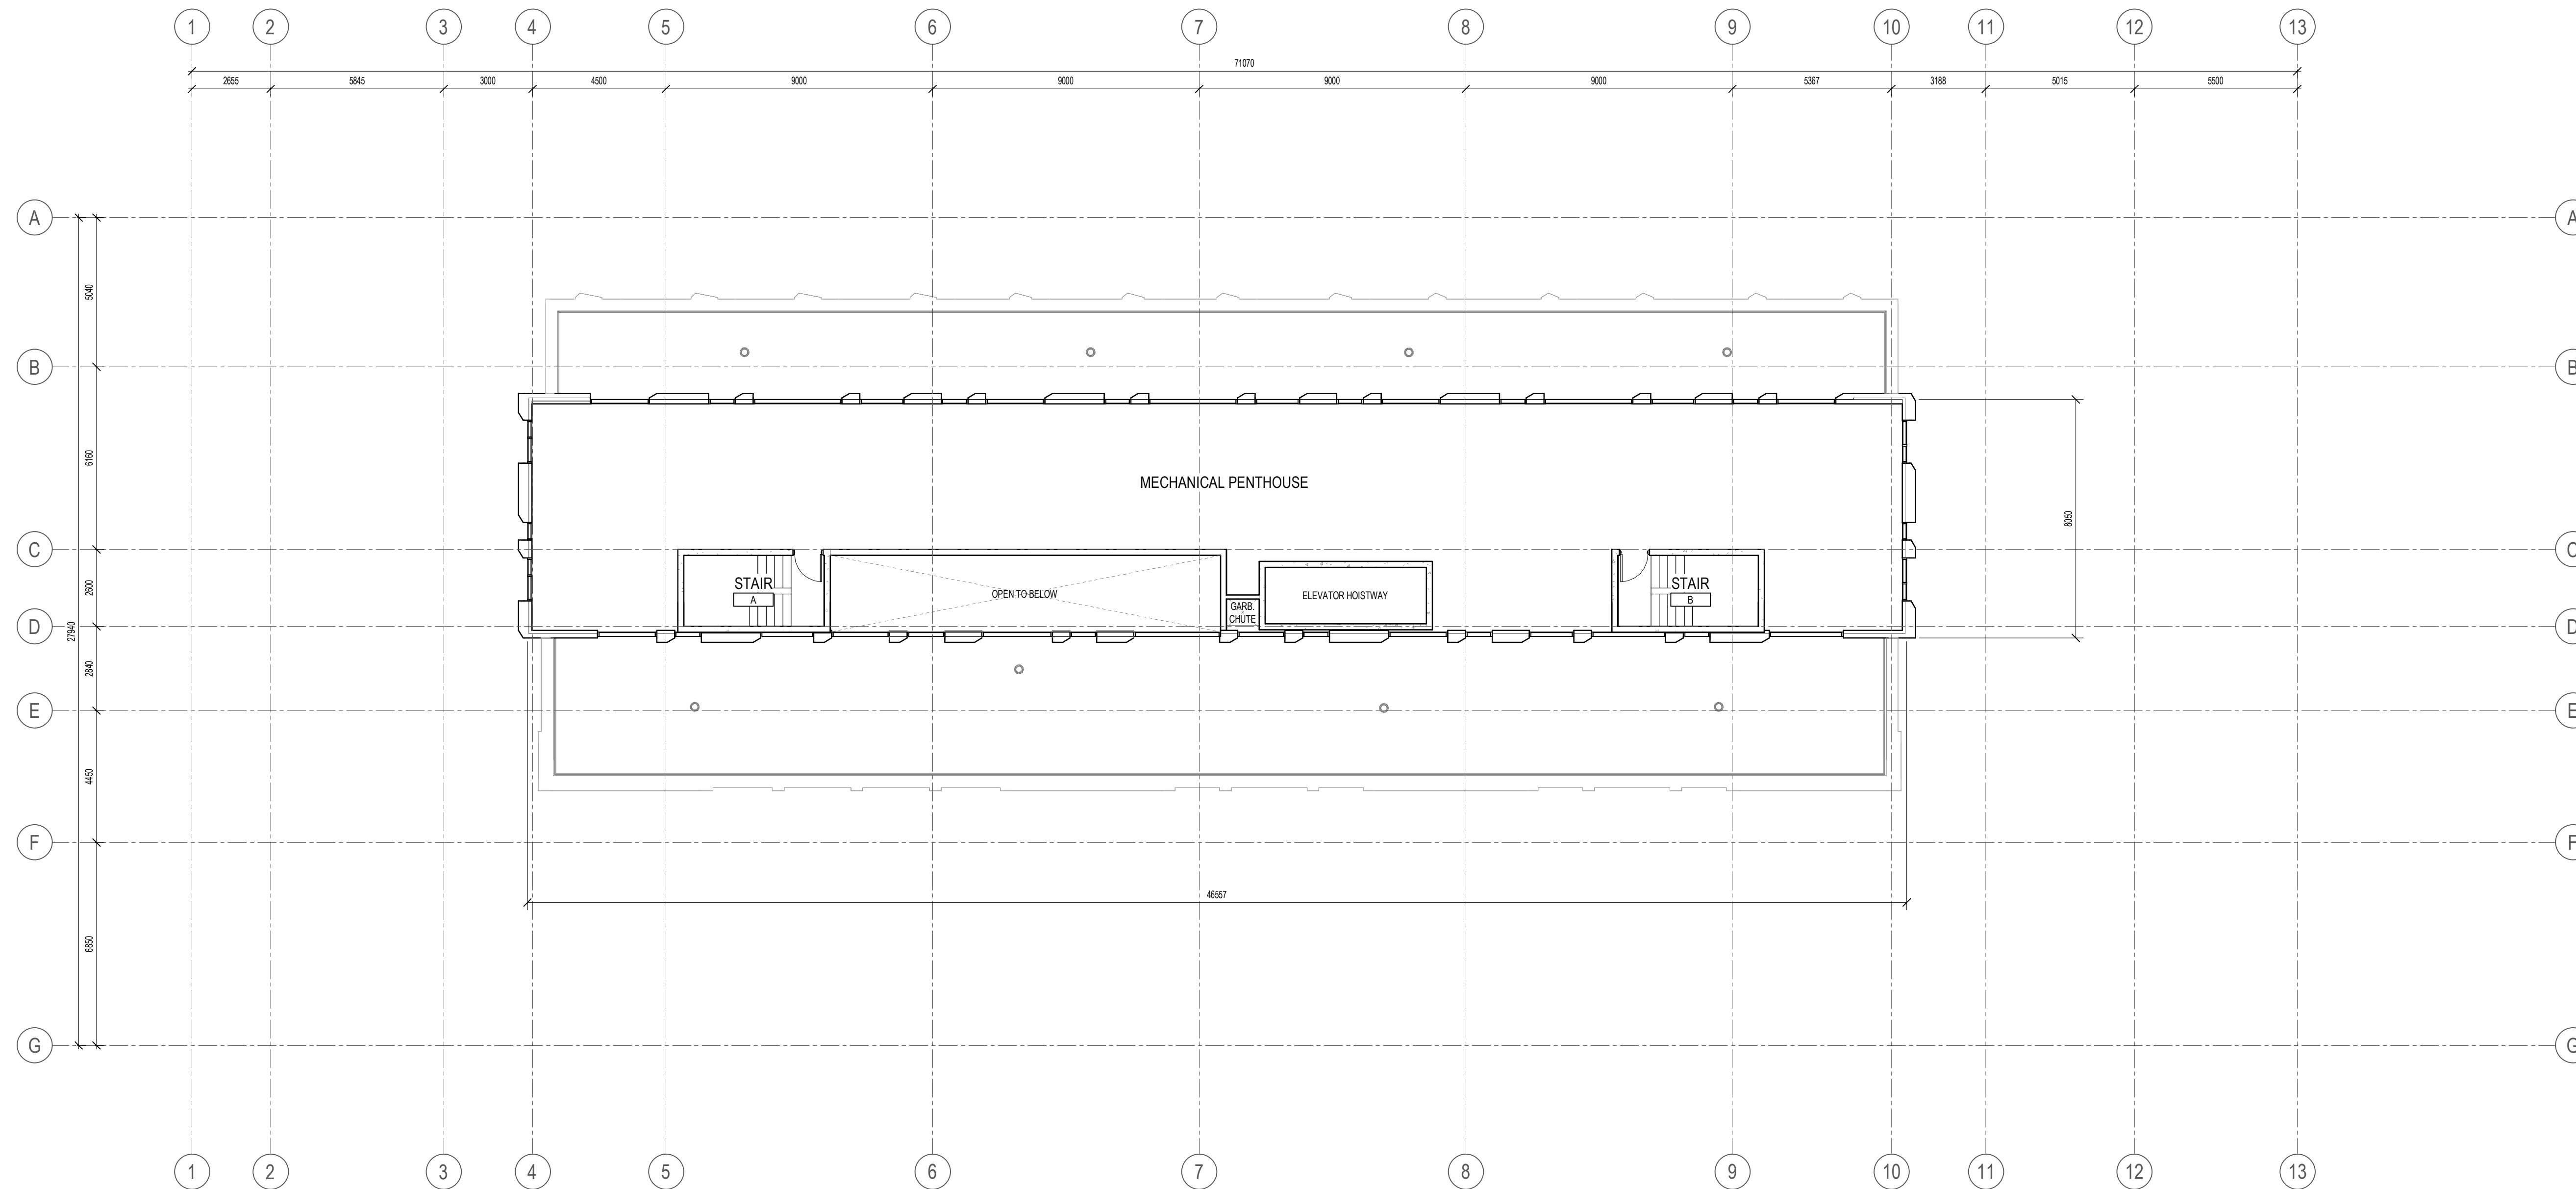 1 2 3 4 5 6 7 8 9 10 11 12 13
71070
2655 5845 3000 4500 9000 9000 9000 9000 5367 3188 5015 5500
A A
5040
B B
6160
MECHANICAL PENTHOUSE
8050
C C
2600
STAIR
A
OPEN TO BELOW
GARB.
CHUTE
ELEVATOR HOISTWAY
STAIR
B
D D
27940
2840
E E
4450
F F
46557
6850
G G
1 2 3 4 5 6 7 8 9 10 11 12 13